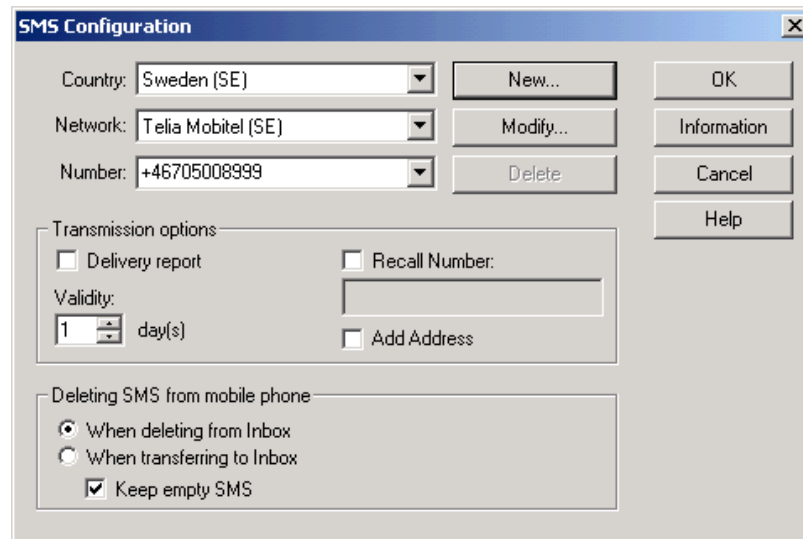 SMS Configuration
Country: Sweden (SE) New... OK
Network: Telia Mobitel (SE) Modify... Information
Number: +46705008999 Delete Cancel
Help
Transmission options
Delivery report Recall Number:
Validity:
1 day(s) Add Address
Deleting SMS from mobile phone
When deleting from Inbox
When transferring to Inbox
Keep empty SMS